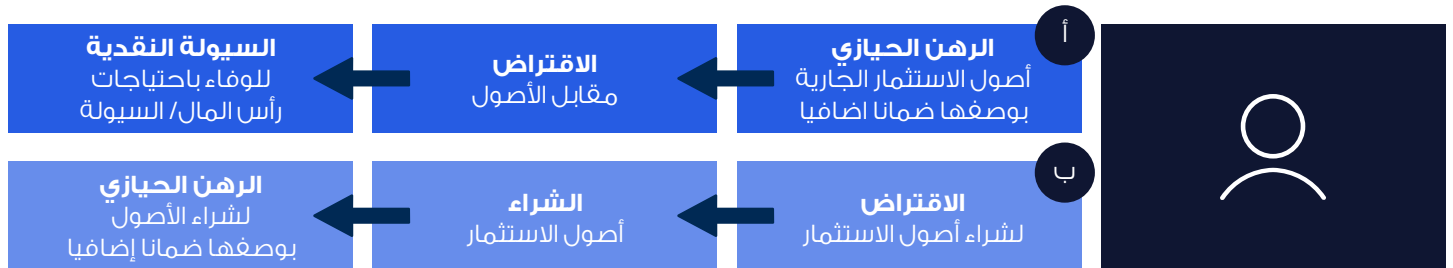 أ
الرهن الحيازي
أصول الاستثمار الجارية
بوصفها ضمانا اضافيا
الاقتراض
مقابل الأصول
السيولة النقدية
للوفاء باحتياجات
رأس المال/ السيولة
ب
الاقتراض
لشراء أصول الاستثمار
الشراء
أصول الاستثمار
الرهن الحيازي
لشراء الأصول
بوصفها ضمانا إضافيا